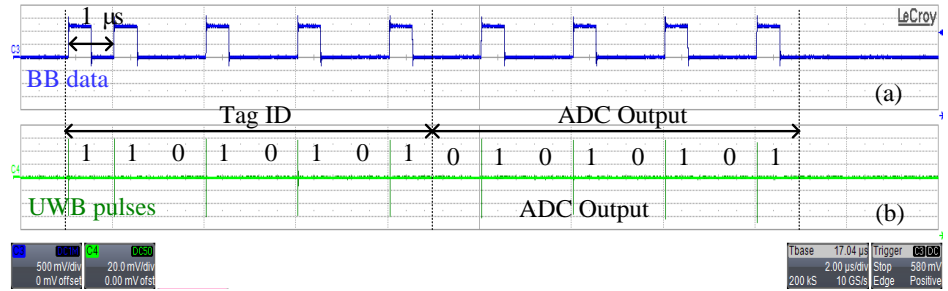 1 μs
LeCroy
C3
BB data
(a)
Tag ID
ADC Output
1 1 0 1 0 1 0 1 0 1 0 1 0 1 0 1
C4
UWB pulses
ADC Output
(b)
C4 DC50
500 mV/div
0 mV offset
20.0 mV/div
0.00 mV ofst
Tbase 17.04 μs
2.00 μs/div
200 kS 10 GS/s
Trigger C3 DC
Stop 580 mV
Edge Positive